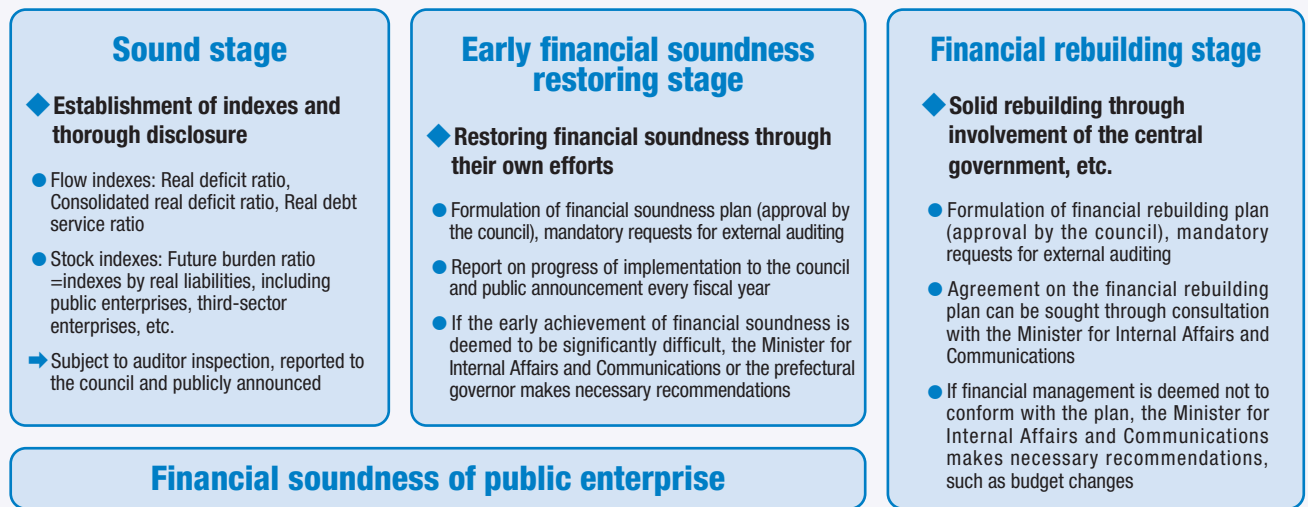 Sound stage
◆Establishment of indexes and
thorough disclosure
● Flow indexes: Real deficit ratio,
Consolidated real deficit ratio, Real debt
service ratio
● Stock indexes: Future burden ratio
=indexes by real liabilities, including
public enterprises, third-sector
enterprises, etc.
➡ Subject to auditor inspection, reported to
the council and publicly announced
Early financial soundness
restoring stage
◆Restoring financial soundness through
their own efforts
● Formulation of financial soundness plan (approval by
the council), mandatory requests for external auditing
● Report on progress of implementation to the council
and public announcement every fiscal year
● If the early achievement of financial soundness is
deemed to be significantly difficult, the Minister for
Internal Affairs and Communications or the prefectural
governor makes necessary recommendations
Financial rebuilding stage
◆Solid rebuilding through
involvement of the central
government, etc.
● Formulation of financial rebuilding plan
(approval by the council), mandatory
requests for external auditing
● Agreement on the financial rebuilding
plan can be sought through consultation
with the Minister for Internal Affairs and
Communications
● If financial management is deemed not to
conform with the plan, the Minister for
Internal Affairs and Communications
makes necessary recommendations,
such as budget changes
Financial soundness of public enterprise